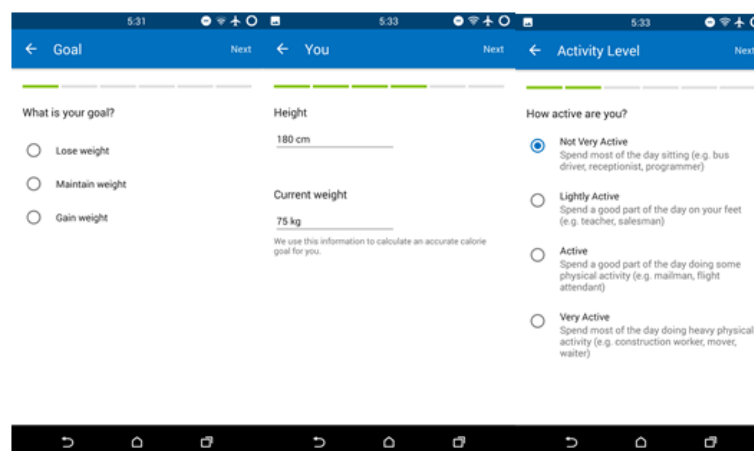 5:31
Goal
Next
What is your goal?
Lose weight
Maintain weight
Gain weight
5:33
You
Next
Height
180 cm
Current weight
75 kg
We use this information to calculate an accurate calorie
goal for you.
5:33
Activity Level
Next
How active are you?
Not Very Active
Spend most of the day sitting (e.g. bus
driver, receptionist, programmer)
Lightly Active
Spend a good part of the day on your feet
(e.g. teacher, salesman)
Active
Spend a good part of the day doing some
physical activity (e.g. mailman, flight
attendant)
Very Active
Spend most of the day doing heavy physical
activity (e.g. construction worker, mover,
waiter)